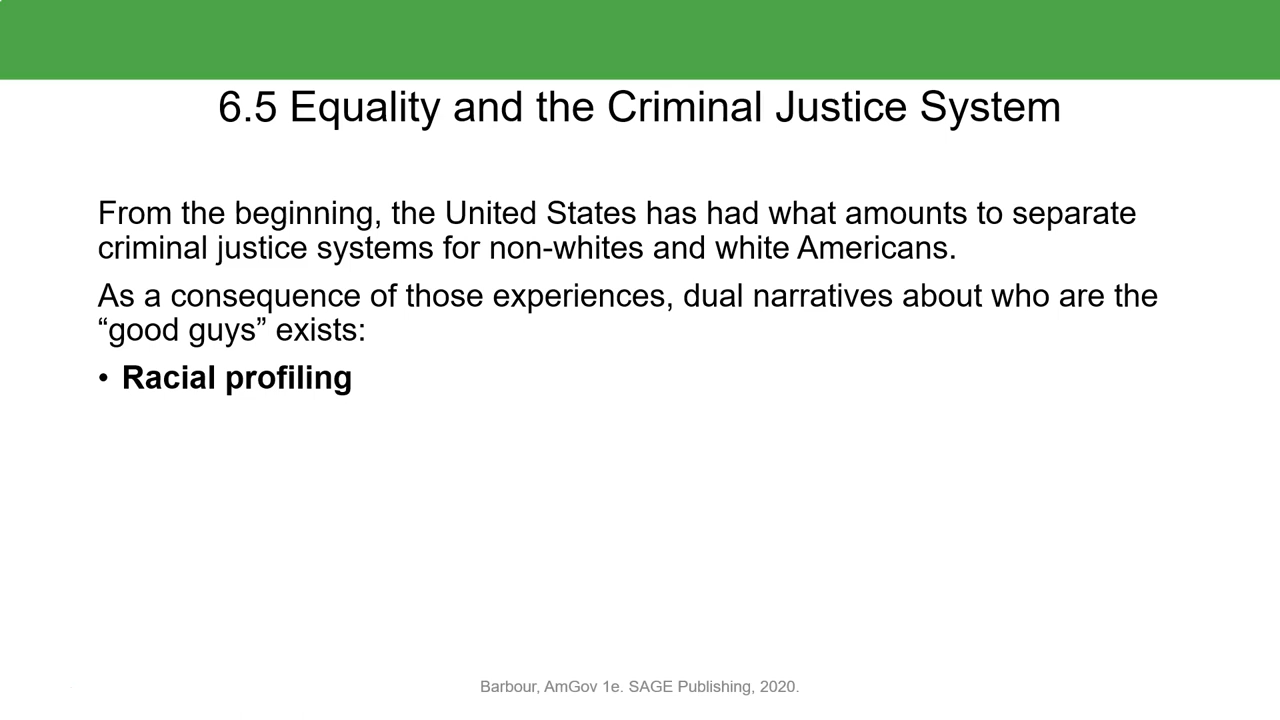 6.5 Equality and the Criminal Justice System
From the beginning, the United States has had what amounts to separate
criminal justice systems for non-whites and white Americans.
As a consequence of those experiences, dual narratives about who are the
“good guys” exists:
• Racial profiling
Barbour, AmGov 1e. SAGE Publishing, 2020.